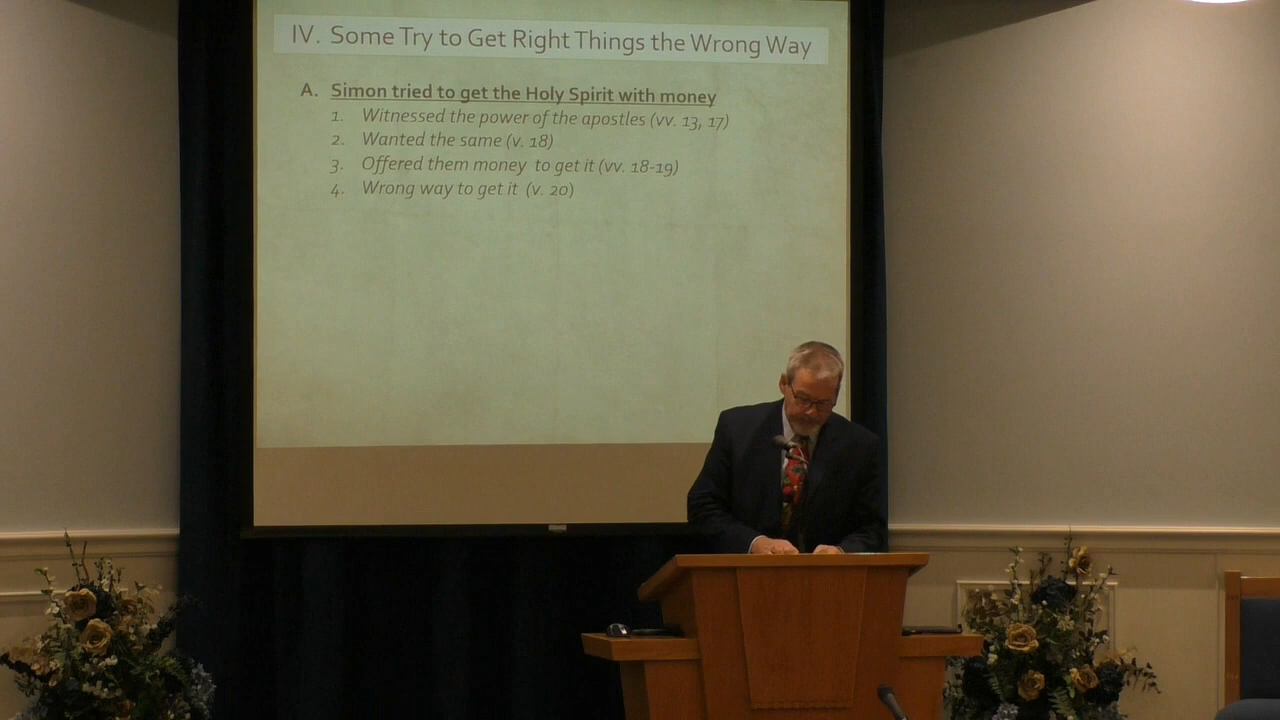 IV. Some Try to Get Right Things the Wrong Way
A. Simon tried to get the Holy Spirit with money
1. Witnessed the power of the apostles (vv. 13, 17)
2. Wanted the same (v. 18)
3. Offered them money to get it (vv. 18-19)
4. Wrong way to get it (v. 20)